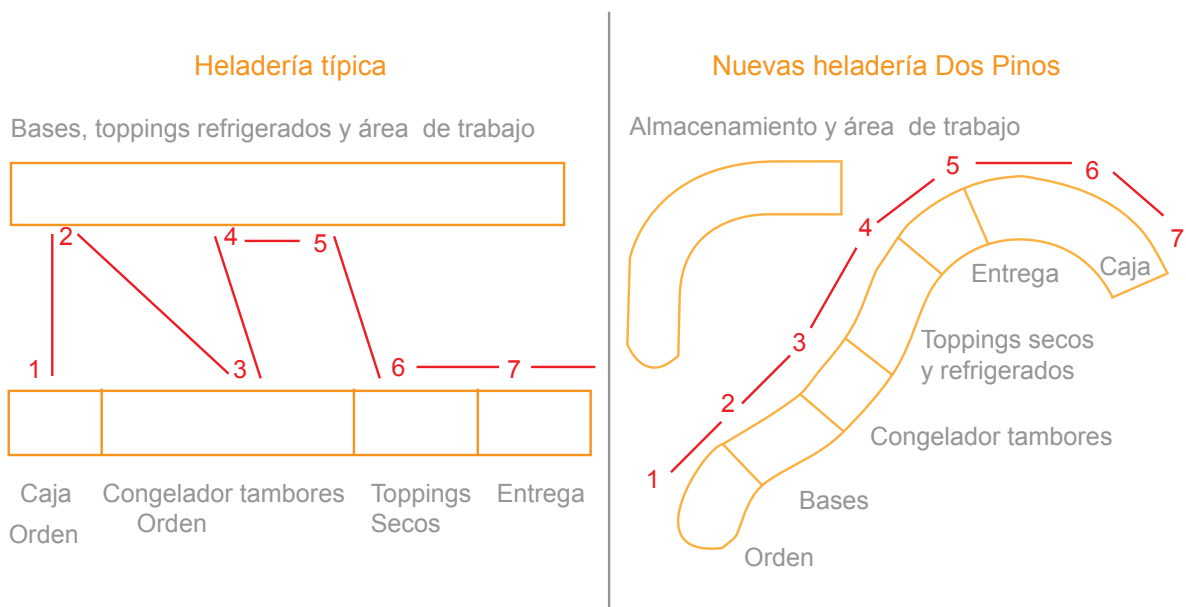 Heladería típica
Bases, toppings refrigerados y área de trabajo
2
4
5
1
3
6
7
Caja
Orden
Congelador tambores
Orden
Toppings
Secos
Entrega
Nuevas heladería Dos Pinos
Almacenamiento y área de trabajo
5
6
4
7
Entrega
Caja
3
Toppings secos
y refrigerados
2
Congelador tambores
1
Bases
Orden